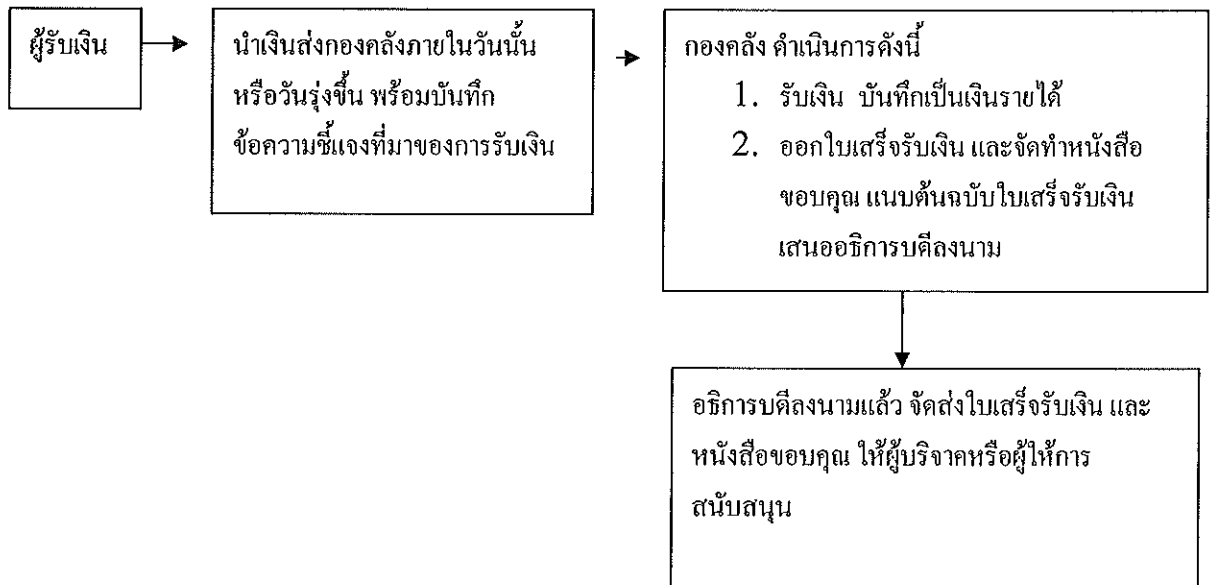 ผู้รับเงิน
นำเงินส่งกองคลังภายในวันนั้น
หรือวันรุ่งขึ้น พร้อมบันทึก
ข้อความชี้แจงที่มาของการรับเงิน
กองคลัง ดำเนินการดังนี้
1. รับเงิน บันทึกเป็นเงินรายได้
2. ออกใบเสร็จรับเงิน และจัดทำหนังสือ
ขอบคุณ แนบต้นฉบับใบเสร็จรับเงิน
เสนออธิการบดีลงนาม
อธิการบดีลงนามแล้ว จัดส่งใบเสร็จรับเงิน และ
หนังสือขอบคุณ ให้ผู้บริจาคหรือผู้ให้การ
สนับสนุน